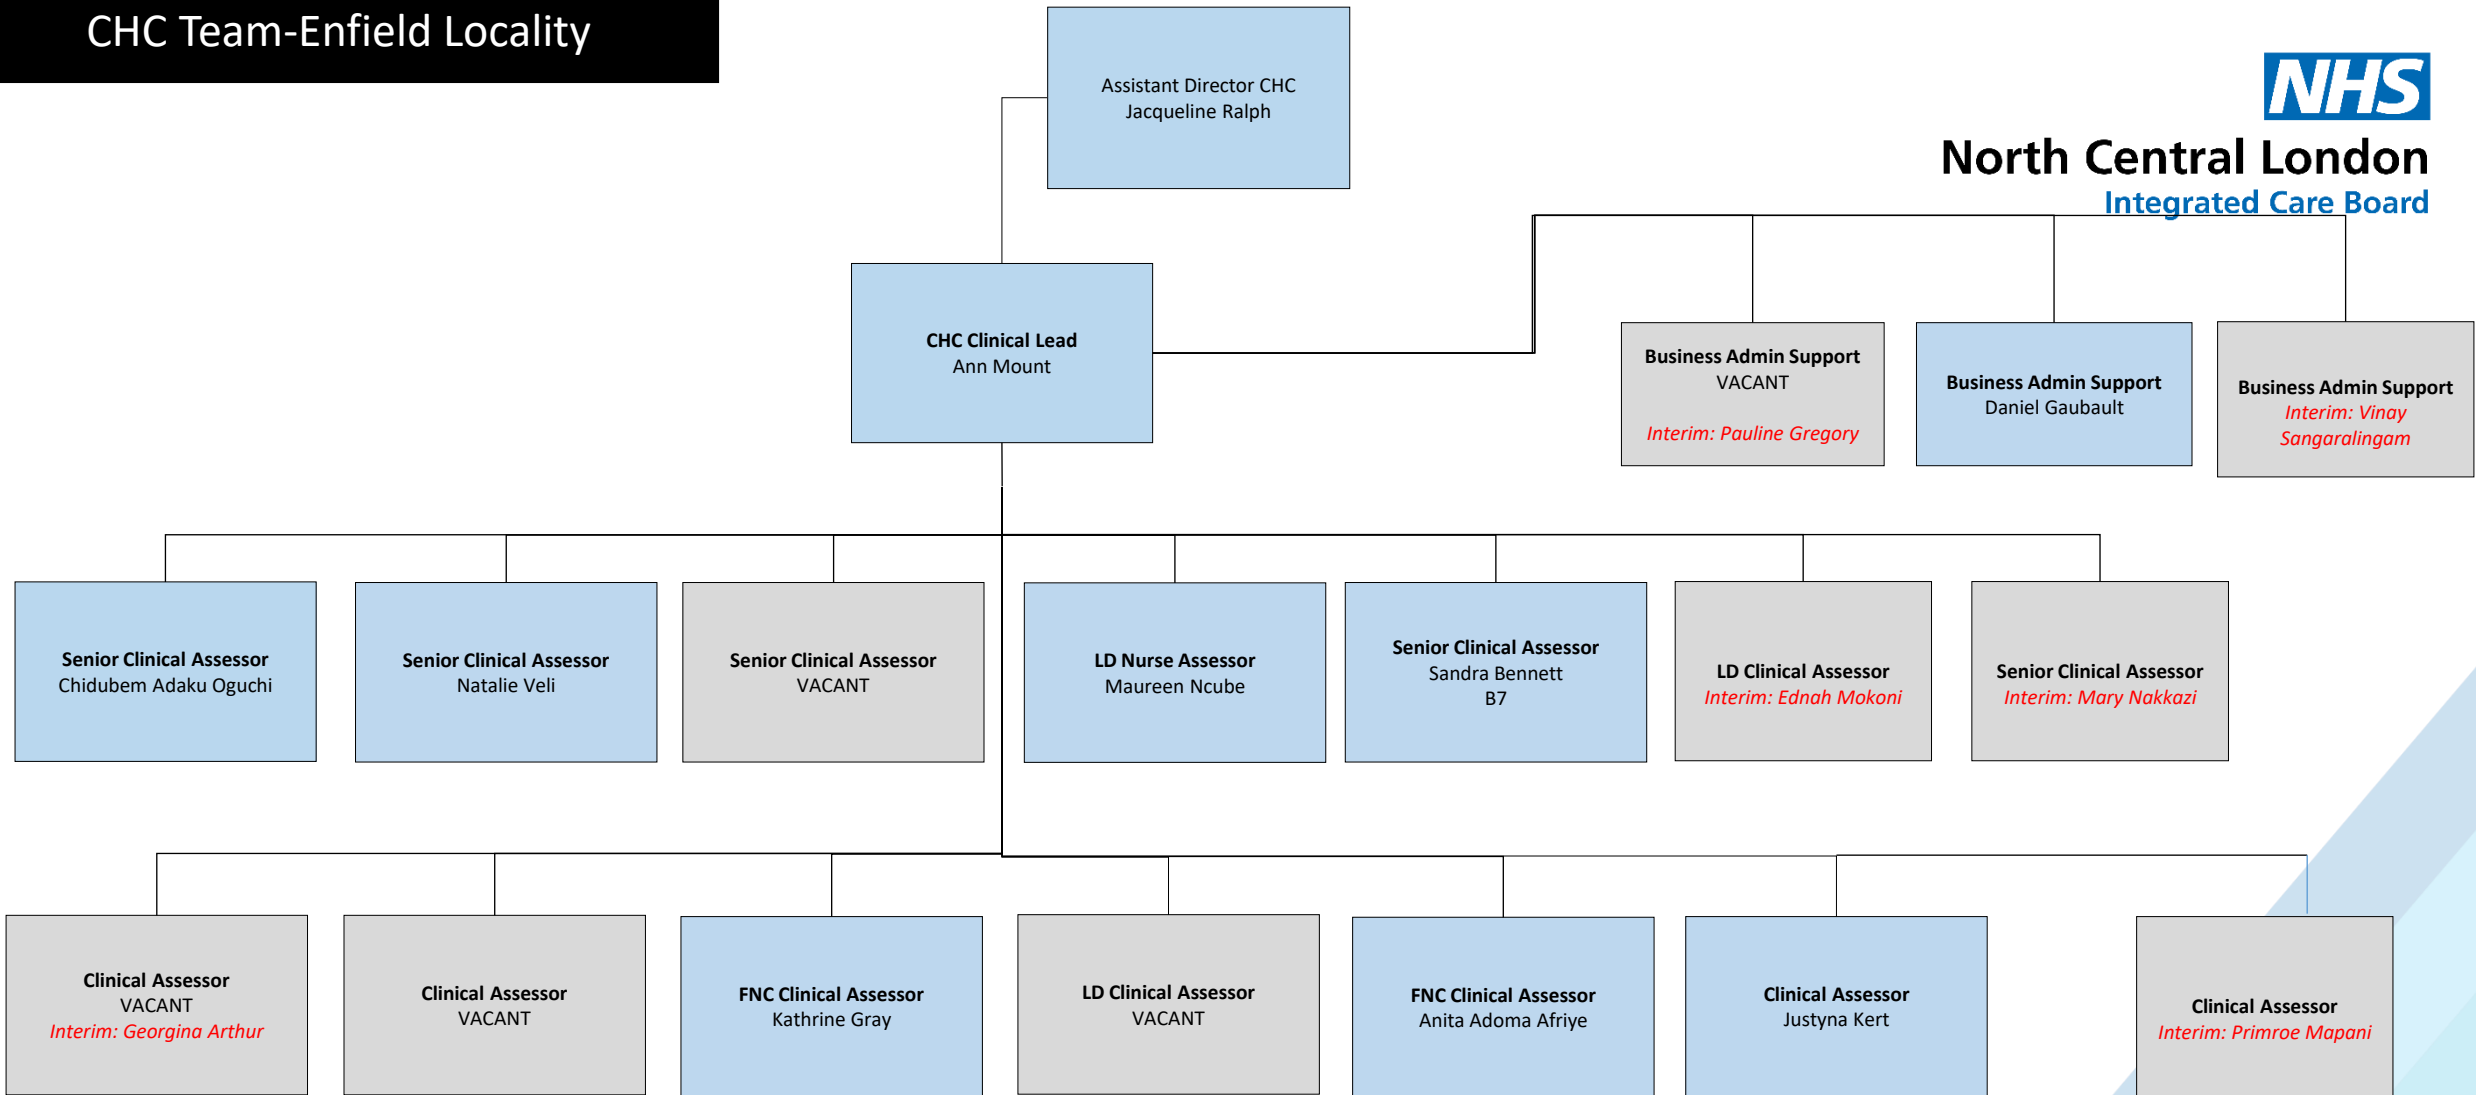 CHC Team-Enfield Locality
Assistant Director CHC
Jacqueline Ralph
NHS
North Central London
Integrated Care Board
CHC Clinical Lead
Ann Mount
Business Admin Support
VACANT
Interim: Pauline Gregory
Business Admin Support
Daniel Gaubault
Business Admin Support
Interim: Vinay
Sangaralingam
Senior Clinical Assessor
Chidubem Adaku Oguchi
Senior Clinical Assessor
Natalie Veli
Senior Clinical Assessor
VACANT
LD Nurse Assessor
Maureen Ncube
Senior Clinical Assessor
Sandra Bennett
B7
LD Clinical Assessor
Interim: Ednah Mokoni
Senior Clinical Assessor
Interim: Mary Nakkazi
Clinical Assessor
VACANT
Interim: Georgina Arthur
Clinical Assessor
VACANT
FNC Clinical Assessor
Kathrine Gray
LD Clinical Assessor
VACANT
FNC Clinical Assessor
Anita Adoma Afriye
Clinical Assessor
Justyna Kert
Clinical Assessor
Interim: Primroe Mapani